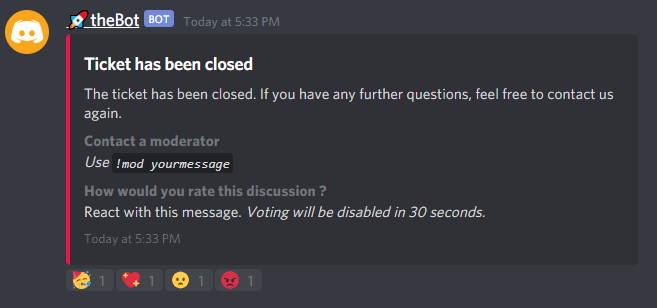 🚀 theBot BOT Today at 5:33 PM
Ticket has been closed
The ticket has been closed. If you have any further questions, feel free to contact us
again.
Contact a moderator
Use !mod yourmessage
How would you rate this discussion ?
React with this message. Voting will be disabled in 30 seconds.
Today at 5:33 PM
🥳 1 💖 1 🙁 1 😡 1